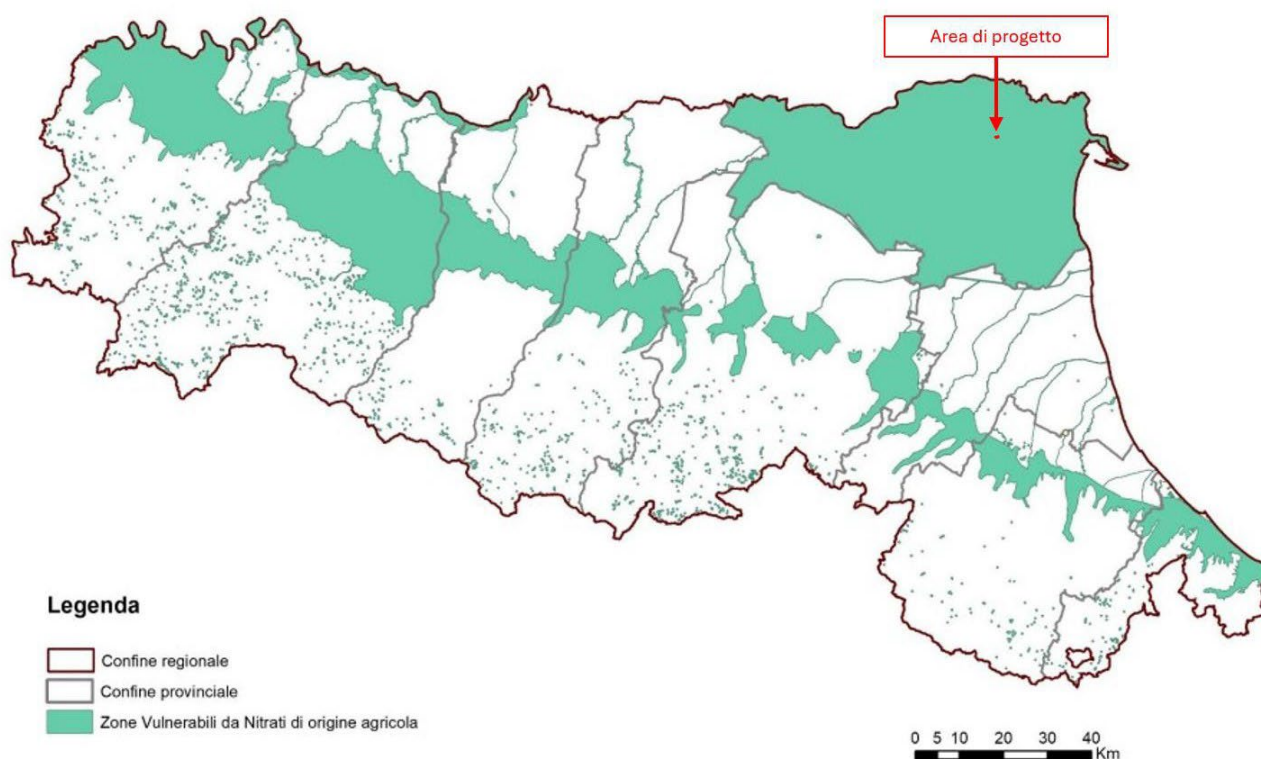 Area di progetto
Legenda
Confine regionale
Confine provinciale
Zone Vulnerabili da Nitrati di origine agricola
0 5 10 20 30 40
Km